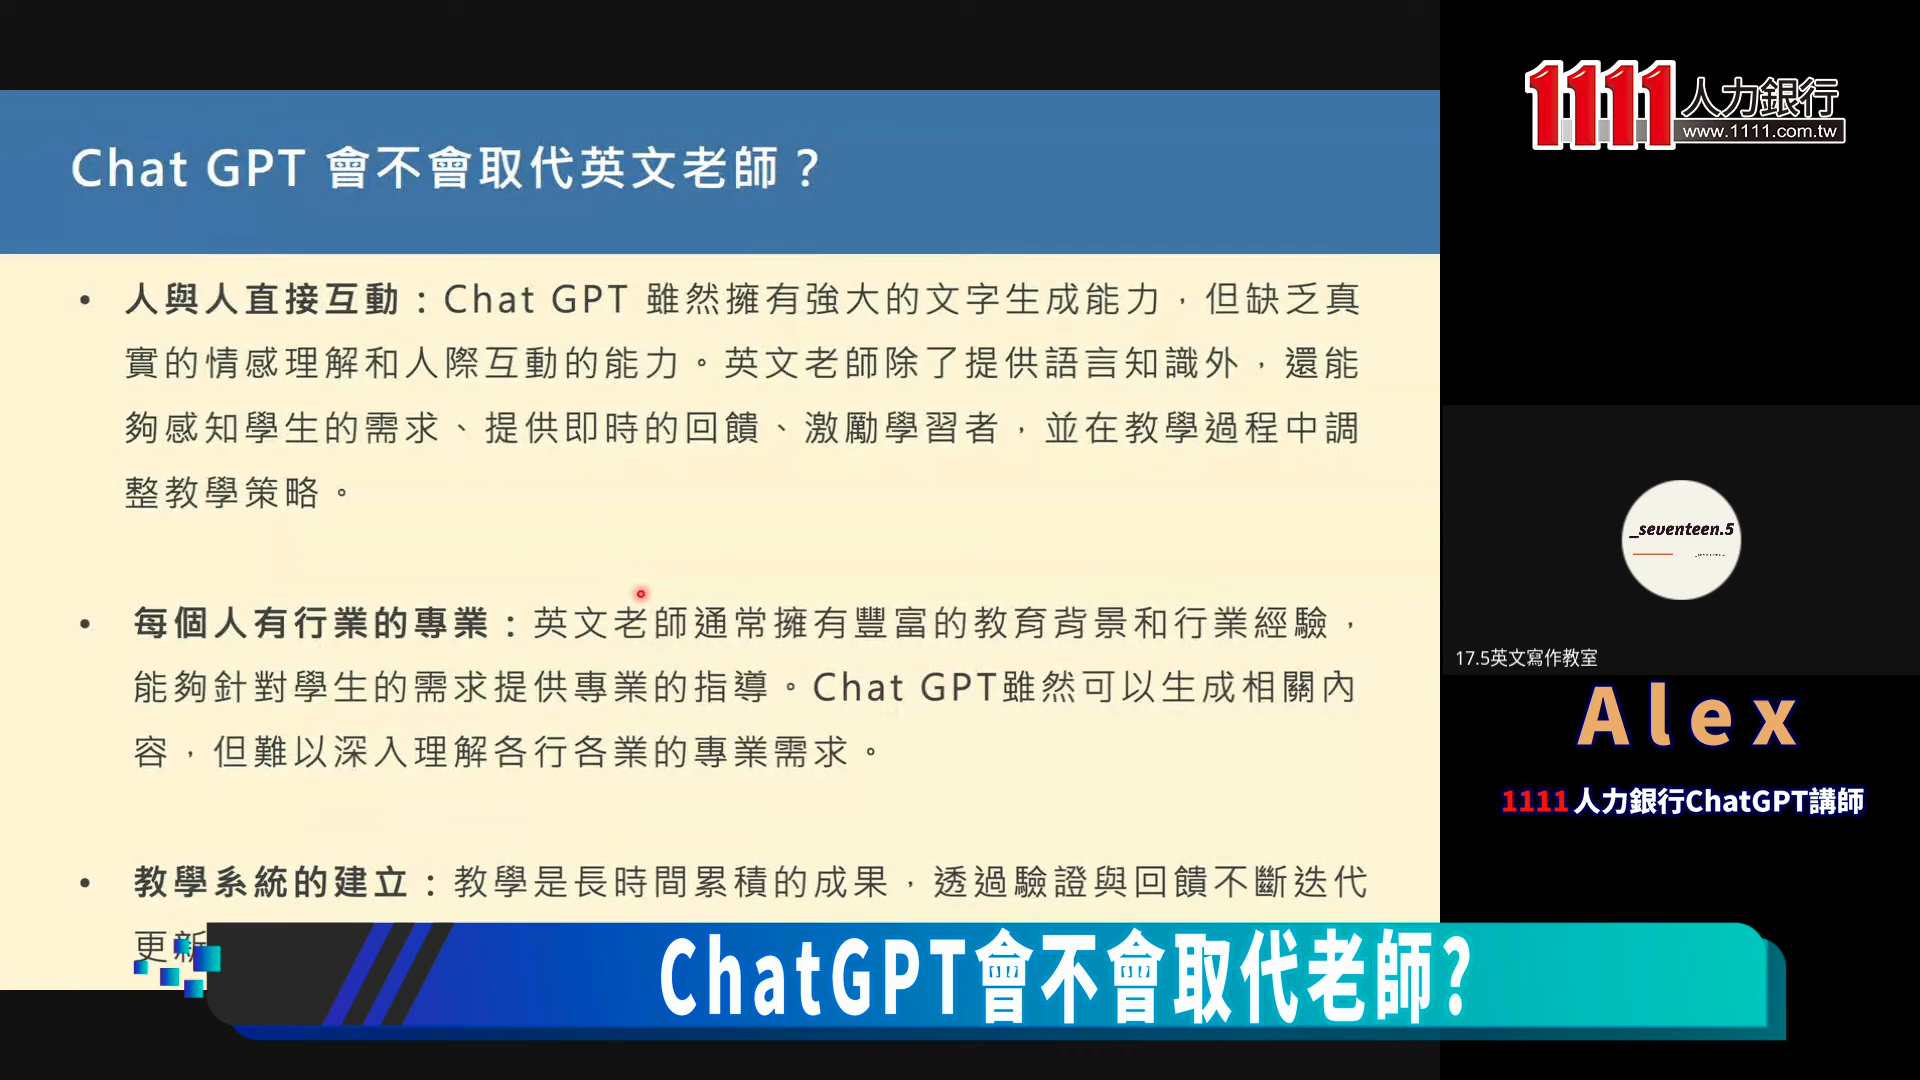 Chat GPT 會不會取代英文老師？
• 人與人直接互動：Chat GPT 雖然擁有強大的文字生成能力，但缺乏真
實的情感理解和人際互動的能力。英文老師除了提供語言知識外，還能
夠感知學生的需求、提供即時的回饋、激勵學習者，並在教學過程中調
整教學策略。
• 每個人有行業的專業：英文老師通常擁有豐富的教育背景和行業經驗，
能夠針對學生的需求提供專業的指導。Chat GPT雖然可以生成相關內
容，但難以深入理解各行各業的專業需求。
• 教學系統的建立：教學是長時間累積的成果，透過驗證與回饋不斷迭代
更新
ChatGPT會不會取代老師?
1111人力銀行
www.1111.com.tw
_seventeen.5
17.5英文寫作教室
Alex
1111人力銀行ChatGPT講師